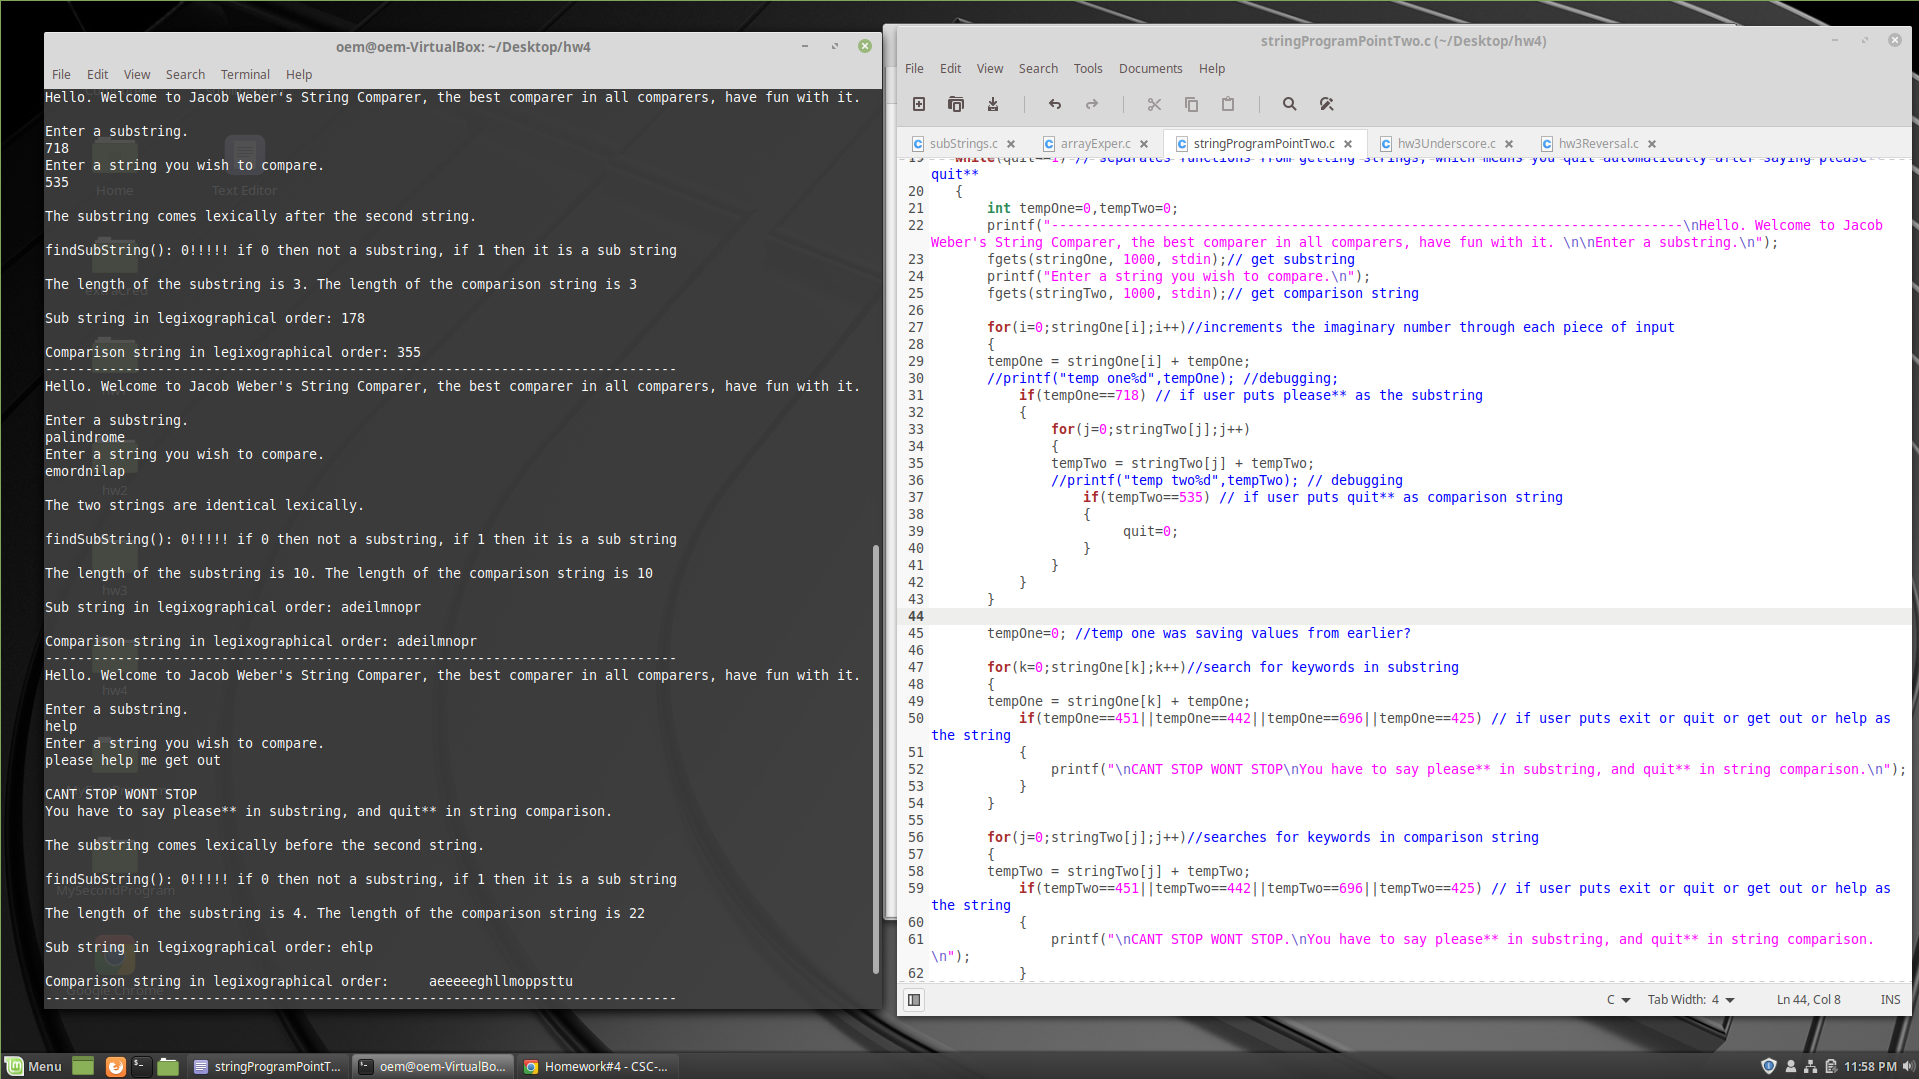 oem@oem-VirtualBox: ~/Desktop/hw4
File Edit View Search Terminal Help
Hello. Welcome to Jacob Weber's String Comparer, the best comparer in all comparers, have fun with it.
Enter a substring.
718
Enter a string you wish to compare.
535
The substring comes lexically after the second string.
findSubString(): 0!!!!! if 0 then not a substring, if 1 then it is a sub string
The length of the substring is 3. The length of the comparison string is 3
Sub string in legixographical order: 178
Comparison string in legixographical order: 355
-------------------------------------------------------------------------------
Hello. Welcome to Jacob Weber's String Comparer, the best comparer in all comparers, have fun with it.
Enter a substring.
palindrome
Enter a string you wish to compare.
emordnilap
The two strings are identical lexically.
findSubString(): 0!!!!! if 0 then not a substring, if 1 then it is a sub string
The length of the substring is 10. The length of the comparison string is 10
Sub string in legixographical order: adeilmnopr
Comparison string in legixographical order: adeilmnopr
-------------------------------------------------------------------------------
Hello. Welcome to Jacob Weber's String Comparer, the best comparer in all comparers, have fun with it.
Enter a substring.
help
Enter a string you wish to compare.
please help me get out
CANT STOP WONT STOP
You have to say please** in substring, and quit** in string comparison.
The substring comes lexically before the second string.
findSubString(): 0!!!!! if 0 then not a substring, if 1 then it is a sub string
The length of the substring is 4. The length of the comparison string is 22
Sub string in legixographical order: ehlp
Comparison string in legixographical order:     aeeeeeghllmoppsttu
-------------------------------------------------------------------------------
Home
Text Editor
hw2
hw3
hw4
MySecondProgram
Google Chrome
stringProgramPointTwo.c (~/Desktop/hw4)
File Edit View Search Tools Documents Help
subStrings.c arrayExper.c stringProgramPointTwo.c hw3Underscore.c hw3Reversal.c
19 while(quit==1) // separates functions from getting strings, which means you quit automatically after saying please
quit**
20 {
21 int tempOne=0,tempTwo=0;
22 printf("-------------------------------------------------------------------------------\nHello. Welcome to Jacob
Weber's String Comparer, the best comparer in all comparers, have fun with it. \n\nEnter a substring.\n");
23 fgets(stringOne, 1000, stdin);// get substring
24 printf("Enter a string you wish to compare.\n");
25 fgets(stringTwo, 1000, stdin);// get comparison string
26
27 for(i=0;stringOne[i];i++)//increments the imaginary number through each piece of input
28 {
29 tempOne = stringOne[i] + tempOne;
30 //printf("temp one%d",tempOne); //debugging;
31 if(tempOne==718) // if user puts please** as the substring
32 {
33 for(j=0;stringTwo[j];j++)
34 {
35 tempTwo = stringTwo[j] + tempTwo;
36 //printf("temp two%d",tempTwo); // debugging
37 if(tempTwo==535) // if user puts quit** as comparison string
38 {
39 quit=0;
40 }
41 }
42 }
43 }
44
45 tempOne=0; //temp one was saving values from earlier?
46
47 for(k=0;stringOne[k];k++)//search for keywords in substring
48 {
49 tempOne = stringOne[k] + tempOne;
50 if(tempOne==451||tempOne==442||tempOne==696||tempOne==425) // if user puts exit or quit or get out or help as
the string
51 {
52 printf("\nCANT STOP WONT STOP\nYou have to say please** in substring, and quit** in string comparison.\n");
53 }
54 }
55
56 for(j=0;stringTwo[j];j++)//searches for keywords in comparison string
57 {
58 tempTwo = stringTwo[j] + tempTwo;
59 if(tempTwo==451||tempTwo==442||tempTwo==696||tempTwo==425) // if user puts exit or quit or get out or help as
the string
60 {
61 printf("\nCANT STOP WONT STOP.\nYou have to say please** in substring, and quit** in string comparison.
\n");
62 }
C Tab Width: 4 Ln 44, Col 8 INS
Menu stringProgramPointT... oem@oem-VirtualBo... Homework#4 - CSC-... 11:58 PM